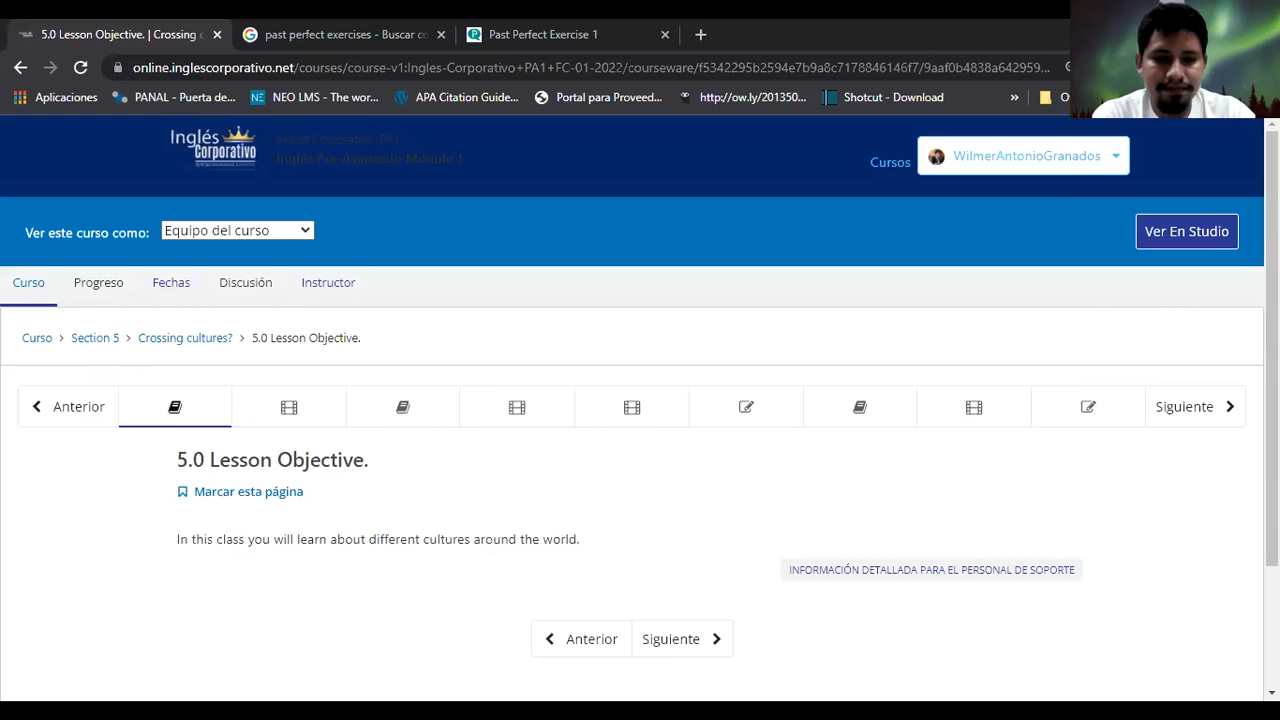 5.0 Lesson Objective. | Crossing c
past perfect exercises - Buscar co
Past Perfect Exercise 1
online.inglescorporativo.net/courses/course-v1:Ingles-Corporativo+PA1+FC-01-2022/courseware/f5342295b2594e7b9a8c7178846146f7/9aaf0b4838a642959...
Aplicaciones
PANAL - Puerta de...
NEO LMS - The wor...
APA Citation Guide...
Portal para Proveed...
http://ow.ly/201350...
Shotcut - Download
»
Inglés
Corporativo
Inglés Pre-Avanzado Módulo 1
Cursos
WilmerAntonioGranados
Ver este curso como:
Equipo del curso
Ver En Studio
Curso
Progreso
Fechas
Discusión
Instructor
Curso > Section 5 > Crossing cultures? > 5.0 Lesson Objective.
Anterior
Siguiente
5.0 Lesson Objective.
Marcar esta página
In this class you will learn about different cultures around the world.
INFORMACIÓN DETALLADA PARA EL PERSONAL DE SOPORTE
Anterior
Siguiente